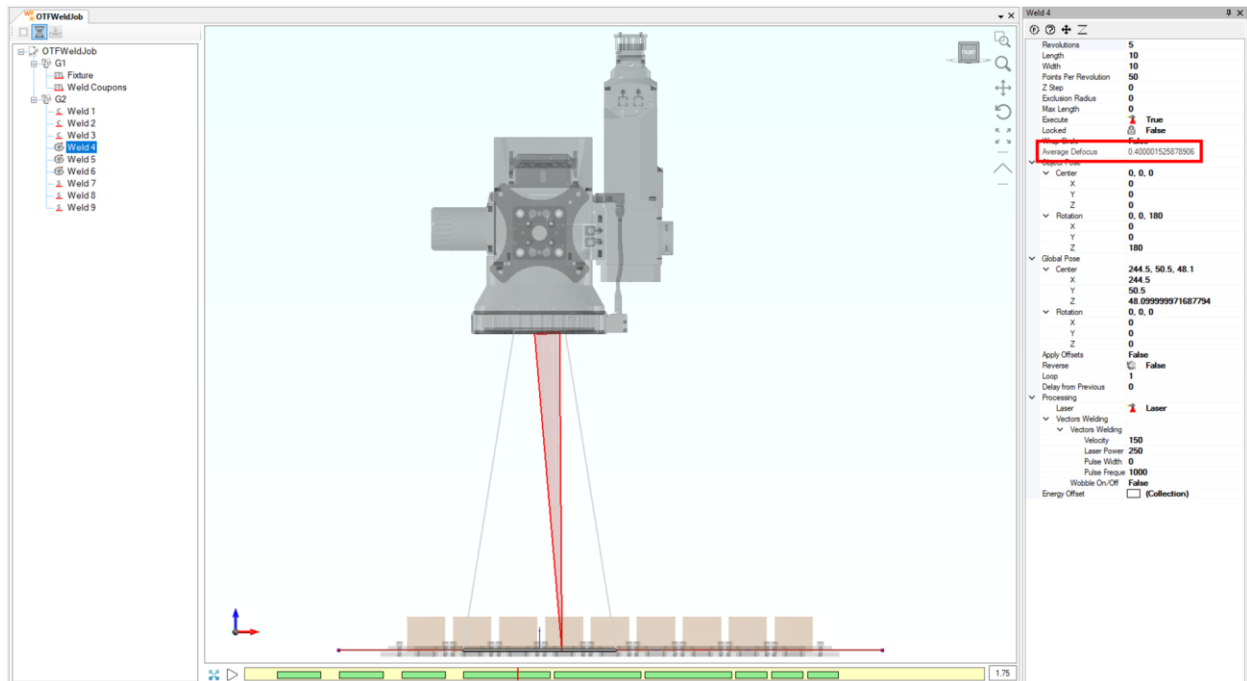 OTFWeldJob
OTFWeldJob
G1
Fixture
Weld Coupons
G2
Weld 1
Weld 2
Weld 3
Weld 4
Weld 5
Weld 6
Weld 7
Weld 8
Weld 9
FRONT
1.75
Weld 4
Revolutions 5
Length 10
Width 10
Points Per Revolution 50
Z Step 0
Exclusion Radius 0
Max Length 0
Execute True
Locked False
Wrap Circle False
Average Defocus 0.400001525878906
Object Pose
Center 0, 0, 0
X 0
Y 0
Z 0
Rotation 0, 0, 180
X 0
Y 0
Z 180
Global Pose
Center 244.5, 50.5, 48.1
X 244.5
Y 50.5
Z 48.099999971687794
Rotation 0, 0, 0
X 0
Y 0
Z 0
Apply Offsets False
Reverse False
Loop 1
Delay from Previous 0
Processing
Laser Laser
Vectors Welding
Vectors Welding
Velocity 150
Laser Power 250
Pulse Width 0
Pulse Freque 1000
Wobble On/Off False
Energy Offset (Collection)